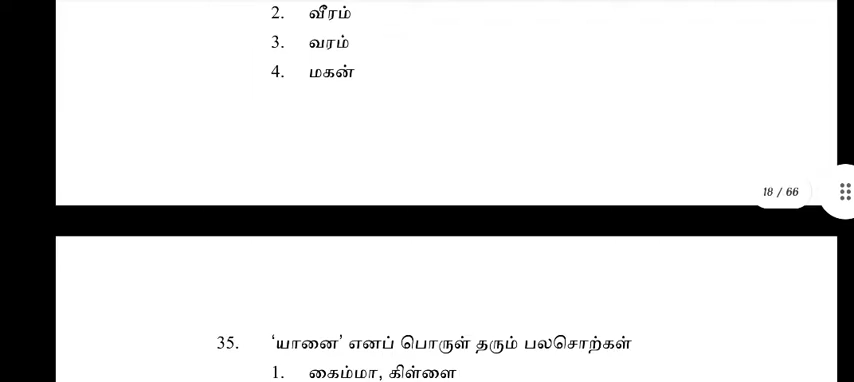 2. வீரம்
3. வரம்
4. மகன்
18 / 66
35. ‘யானை’ எனப் பொருள் தரும் பலசொற்கள்
1. கைம்மா, கிள்ளை